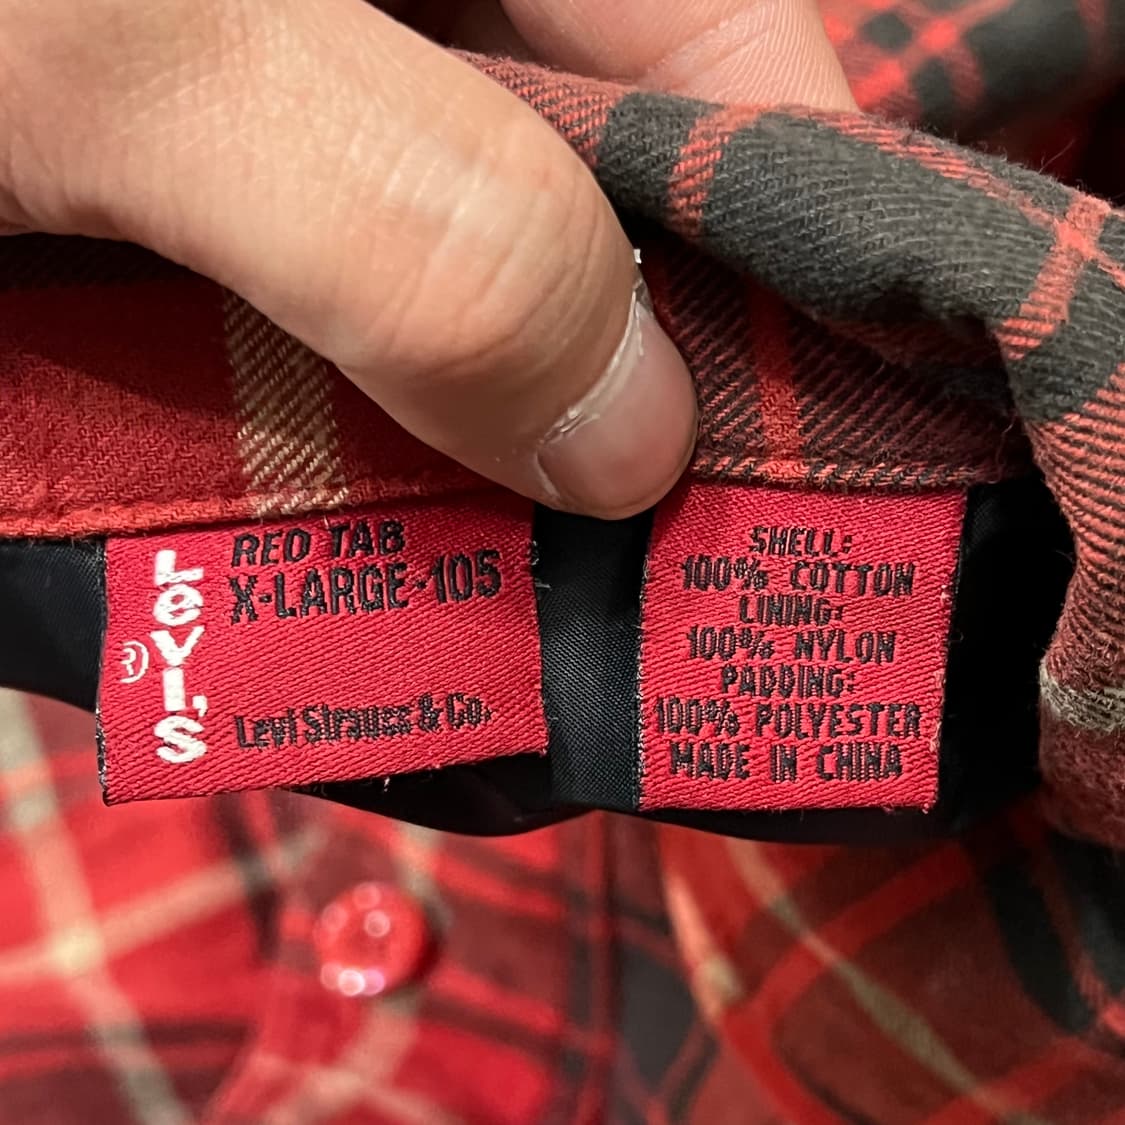 LEVI'S
®
RED TAB
X-LARGE-105
Levi Strauss & Co.
SHELL:
100% COTTON
LINING:
100% NYLON
PADDING:
100% POLYESTER
MADE IN CHINA